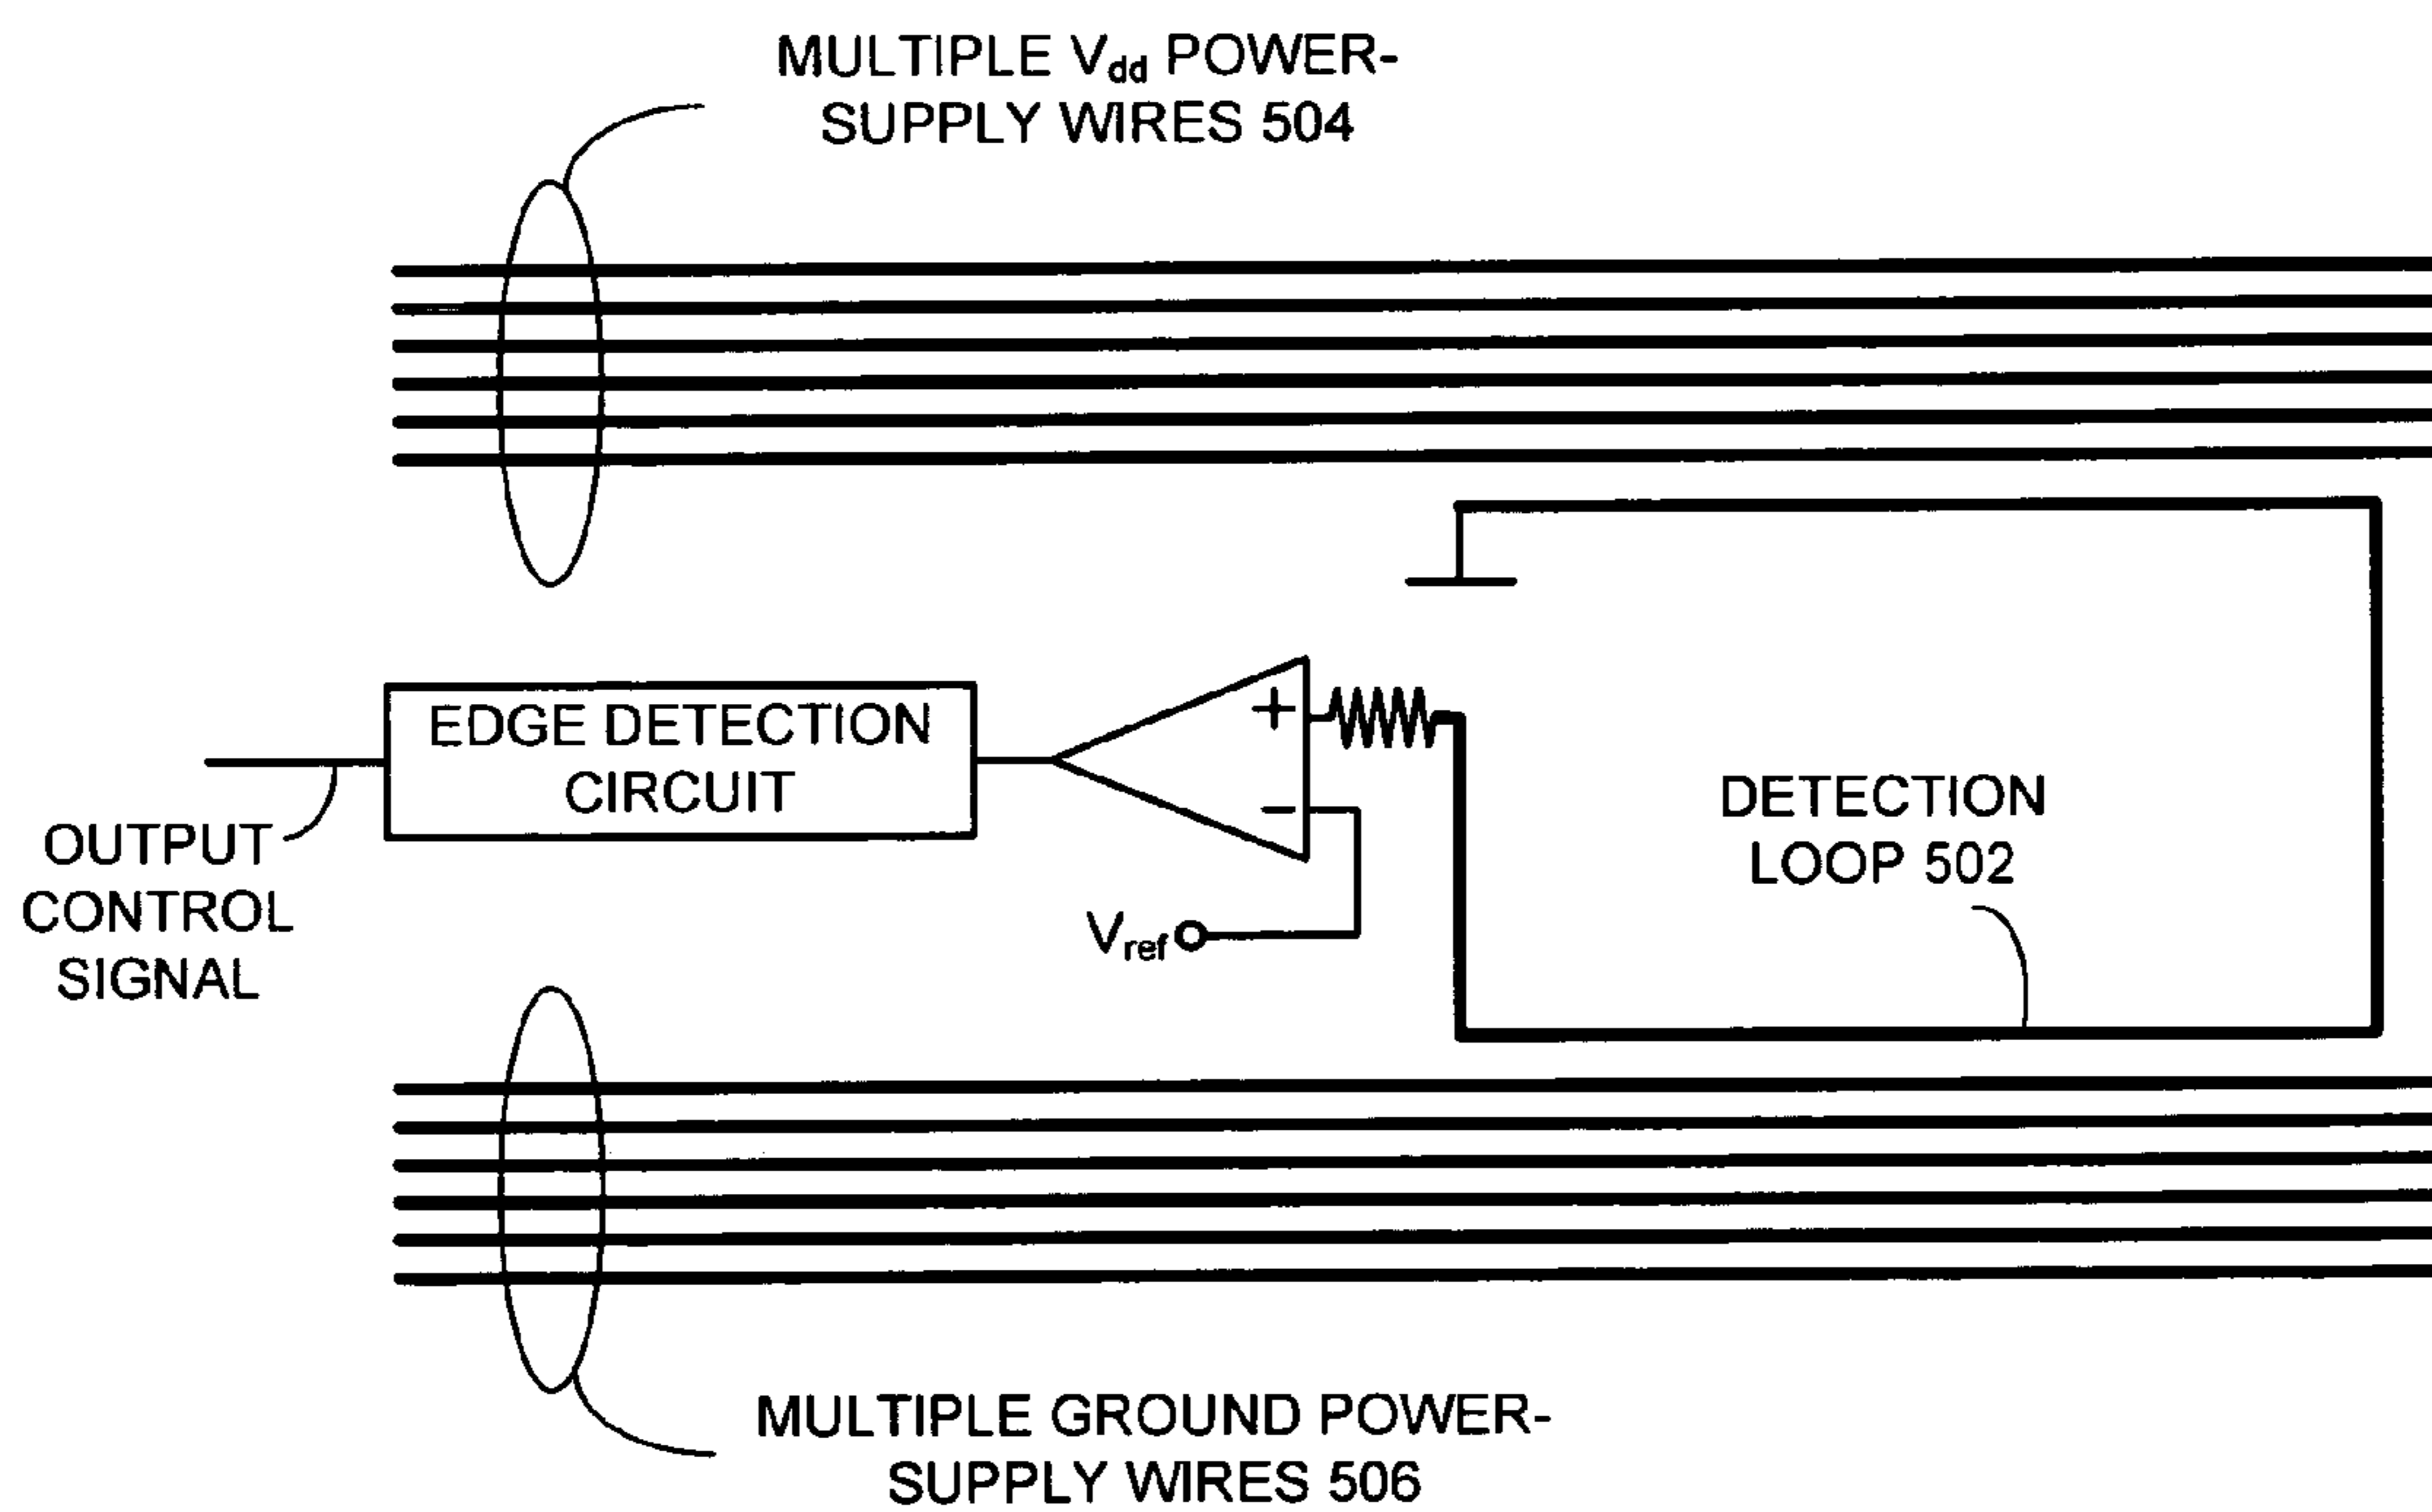 MULTIPLE Vdd POWER-
SUPPLY WIRES 504
EDGE DETECTION
CIRCUIT
+
−
DETECTION
LOOP 502
OUTPUT
CONTROL
SIGNAL
Vref
MULTIPLE GROUND POWER-
SUPPLY WIRES 506